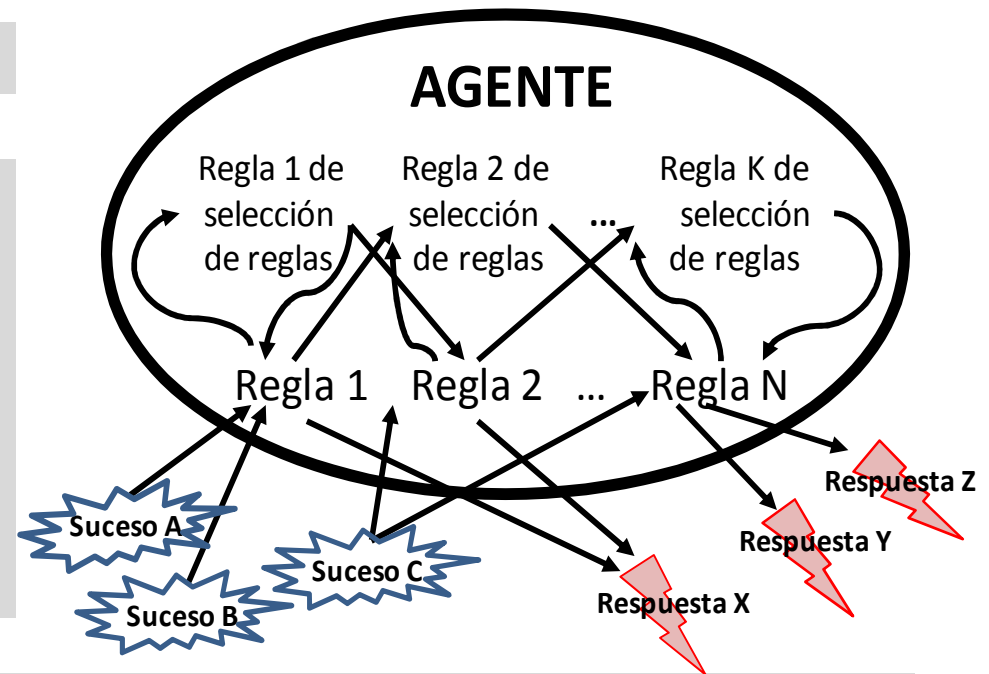 AGENTE
Regla 1 de
selección
de reglas
Regla 2 de
selección
de reglas
...
Regla K de
selección
de reglas
Regla 1
Regla 2
...
Regla N
Suceso A
Suceso B
Suceso C
Respuesta X
Respuesta Y
Respuesta Z